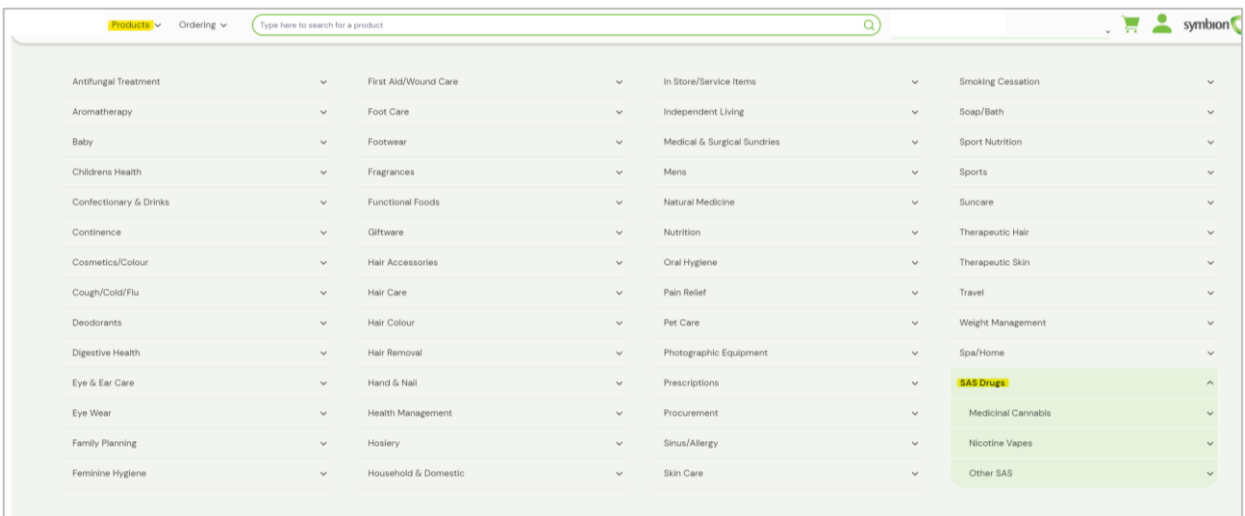 Products
Ordering
Type here to search for a product
symbion
Antifungal Treatment
Aromatherapy
Baby
Childrens Health
Confectionary & Drinks
Continence
Cosmetics/Colour
Cough/Cold/Flu
Deodorants
Digestive Health
Eye & Ear Care
Eye Wear
Family Planning
Feminine Hygiene
First Aid/Wound Care
Foot Care
Footwear
Fragrances
Functional Foods
Giftware
Hair Accessories
Hair Care
Hair Colour
Hair Removal
Hand & Nail
Health Management
Hosiery
Household & Domestic
In Store/Service Items
Independent Living
Medical & Surgical Sundries
Mens
Natural Medicine
Nutrition
Oral Hygiene
Pain Relief
Pet Care
Photographic Equipment
Prescriptions
Procurement
Sinus/Allergy
Skin Care
Smoking Cessation
Soap/Bath
Sport Nutrition
Sports
Suncare
Therapeutic Hair
Therapeutic Skin
Travel
Weight Management
Spa/Home
SAS Drugs
Medicinal Cannabis
Nicotine Vapes
Other SAS